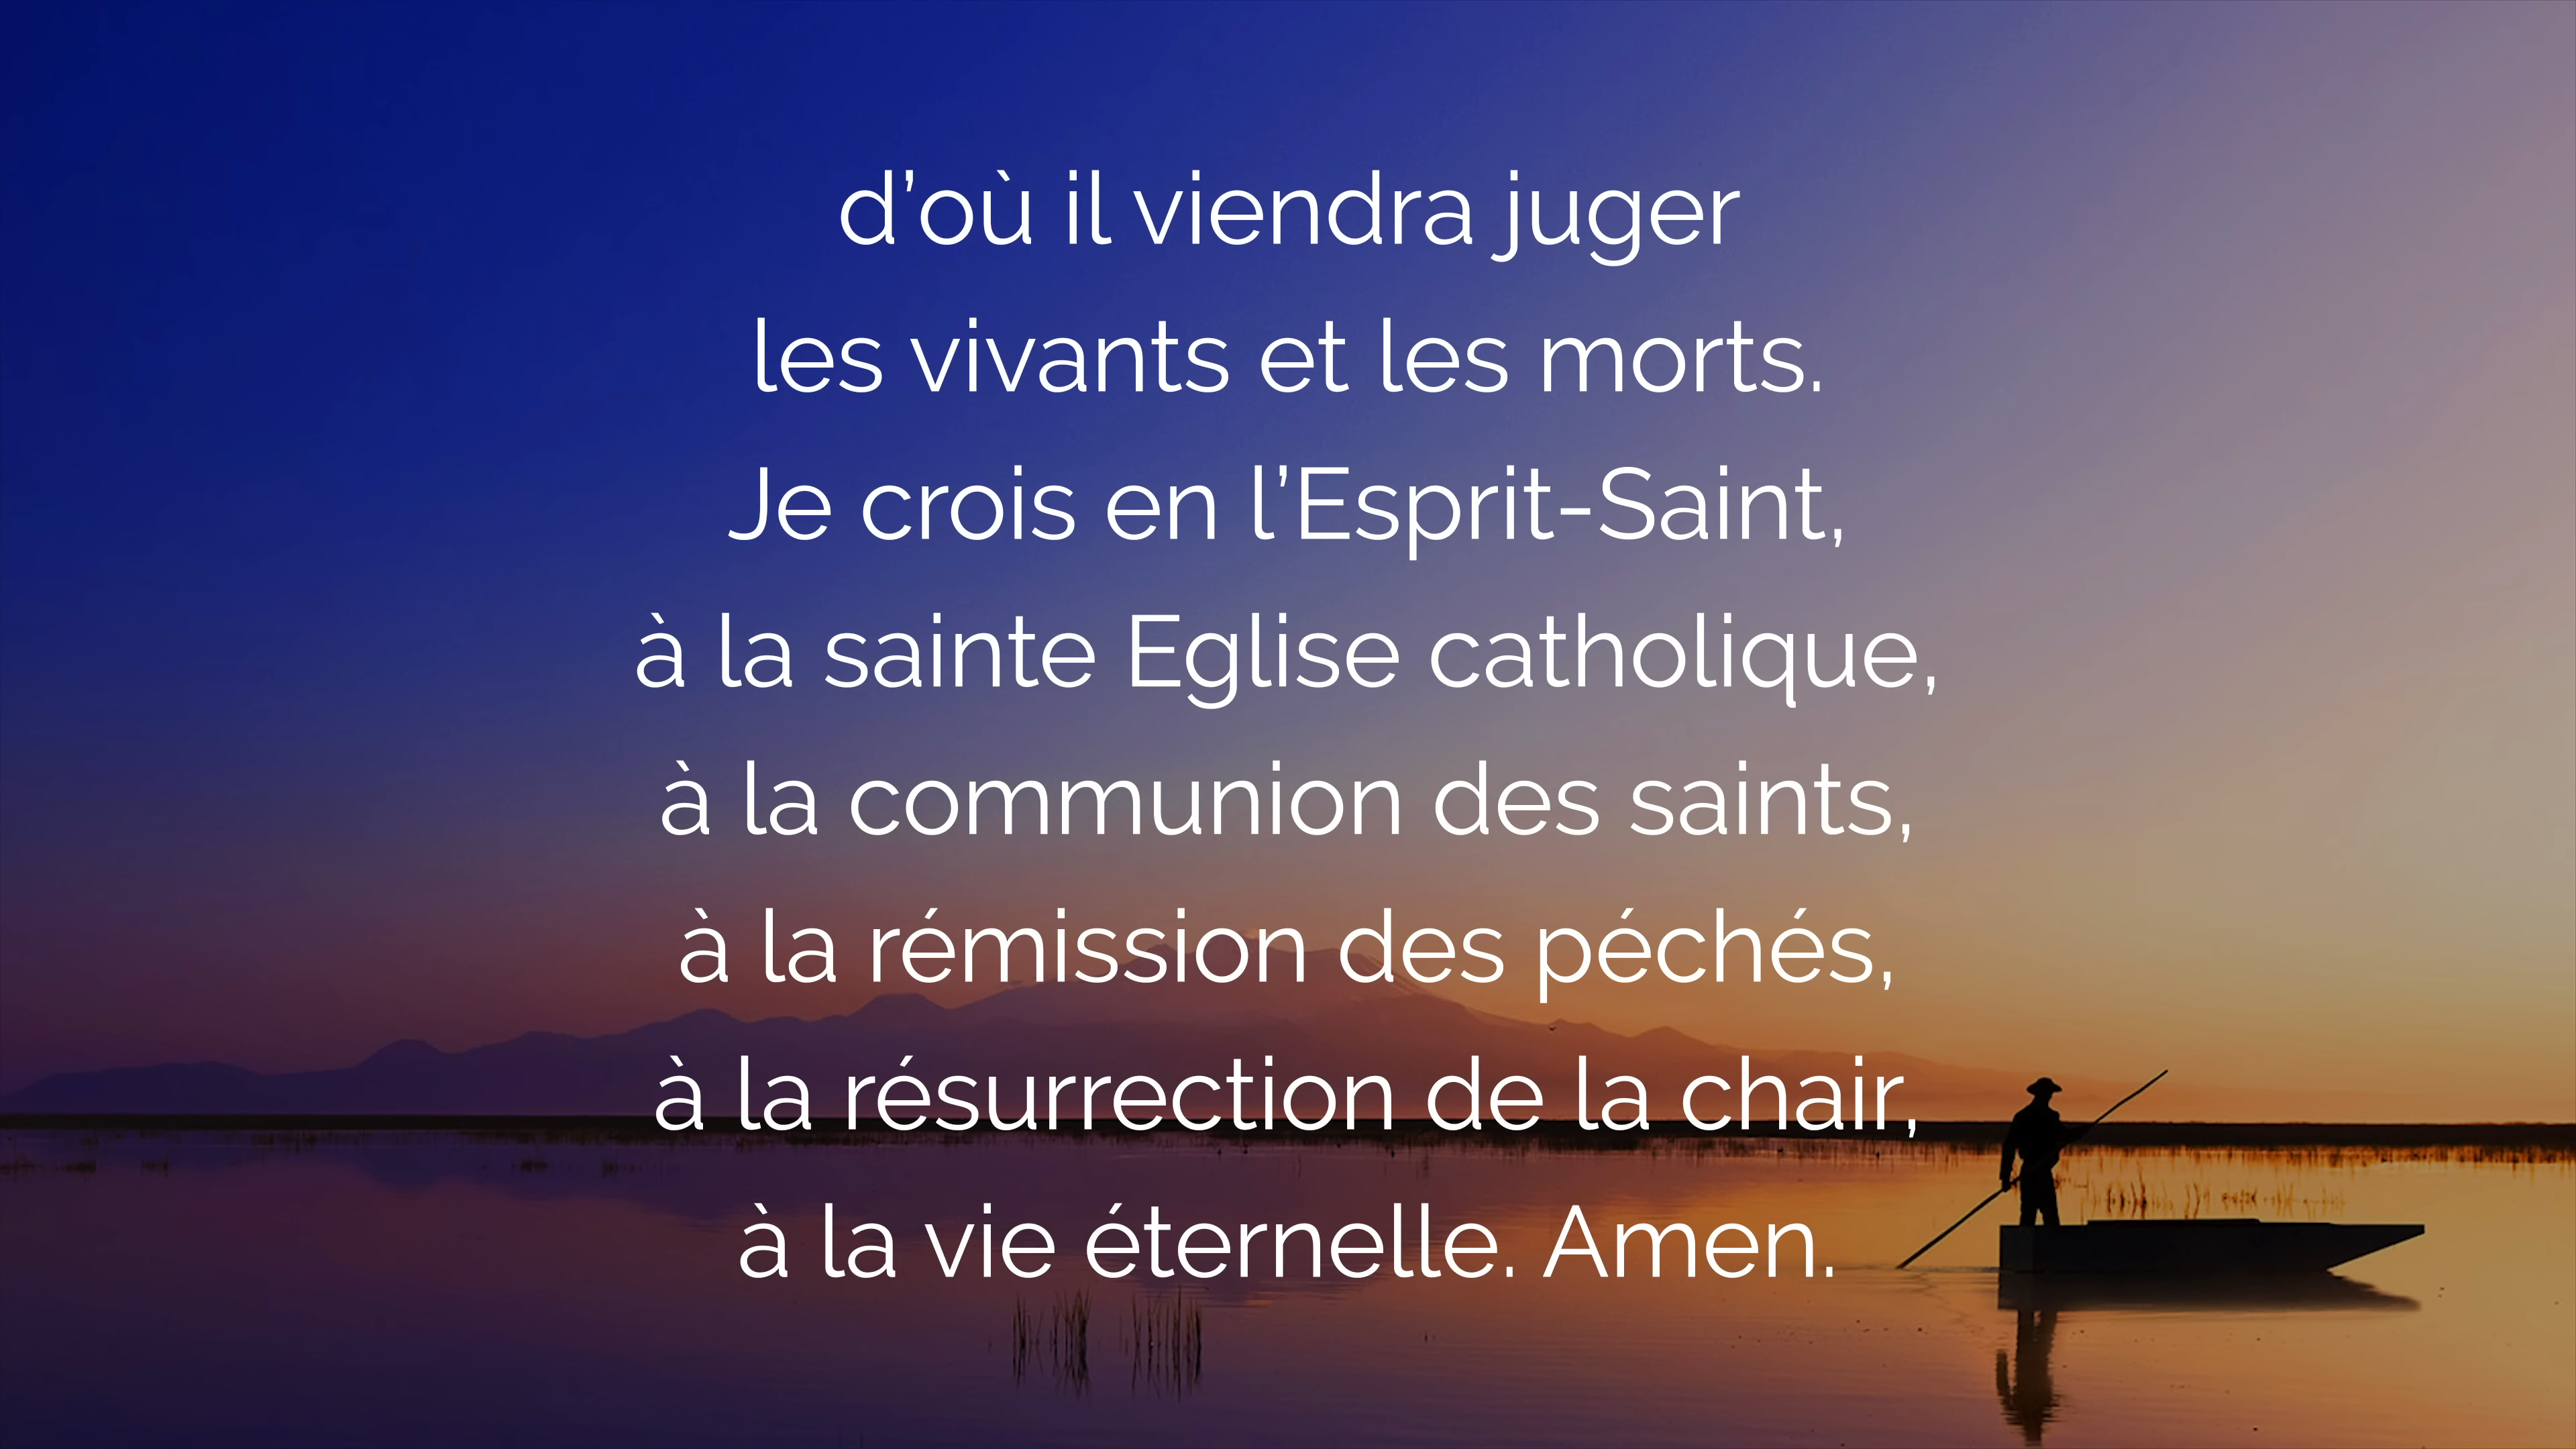 d’où il viendra juger
les vivants et les morts.
Je crois en l’Esprit-Saint,
à la sainte Eglise catholique,
à la communion des saints,
à la rémission des péchés,
à la résurrection de la chair,
à la vie éternelle. Amen.